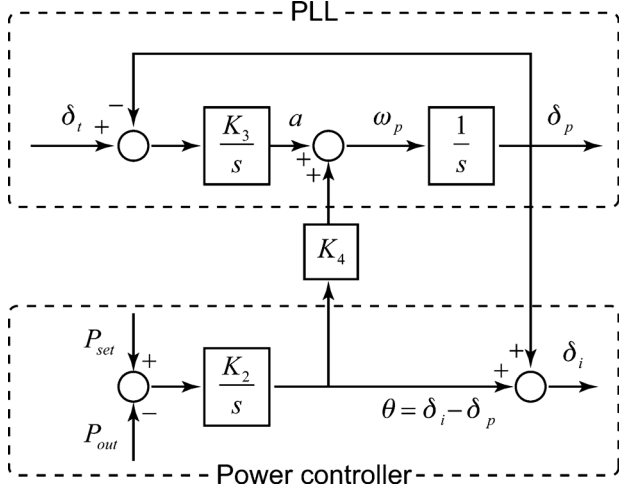 PLL
δ_t
+
−
K_3
s
a
+
+
ω_p
1
s
δ_p
K_4
P_set
+
−
P_out
K_2
s
θ = δ_i − δ_p
+
+
δ_i
Power controller